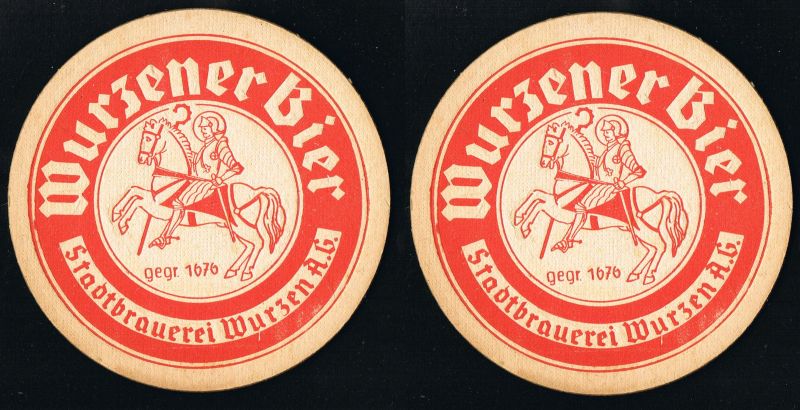 Wurzener Bier
gegr. 1676
Stadtbrauerei Wurzen A.G.
Wurzener Bier
gegr. 1676
Stadtbrauerei Wurzen A.G.